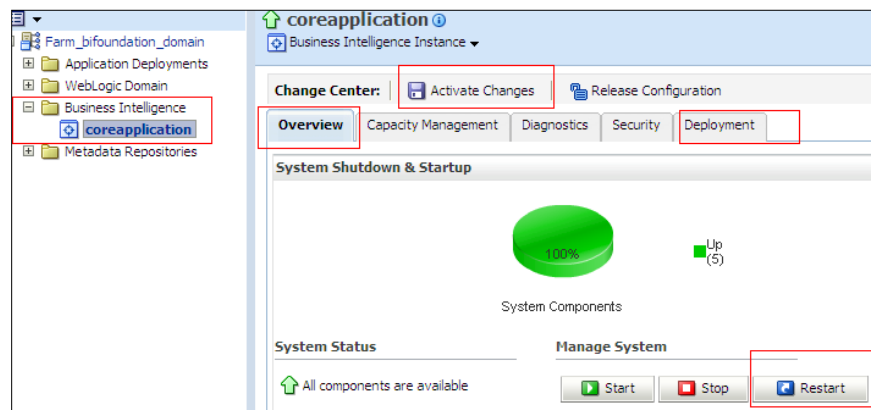 coreapplication
Business Intelligence Instance
Farm_bifoundation_domain
Application Deployments
WebLogic Domain
Business Intelligence
coreapplication
Metadata Repositories
Change Center: Activate Changes Release Configuration
Overview Capacity Management Diagnostics Security Deployment
System Shutdown & Startup
100%
Up
(5)
System Components
System Status
All components are available
Manage System
Start Stop Restart